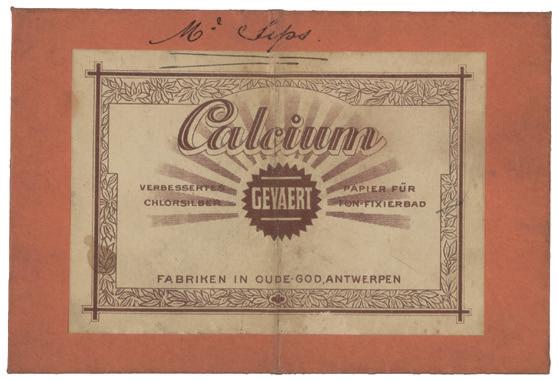 Mr Sips.
Calcium
VERBESSERTES
CHLORSILBER
GEVAERT
PAPIER FÜR
TON-FIXIERBAD
FABRIKEN IN OUDE-GOD, ANTWERPEN